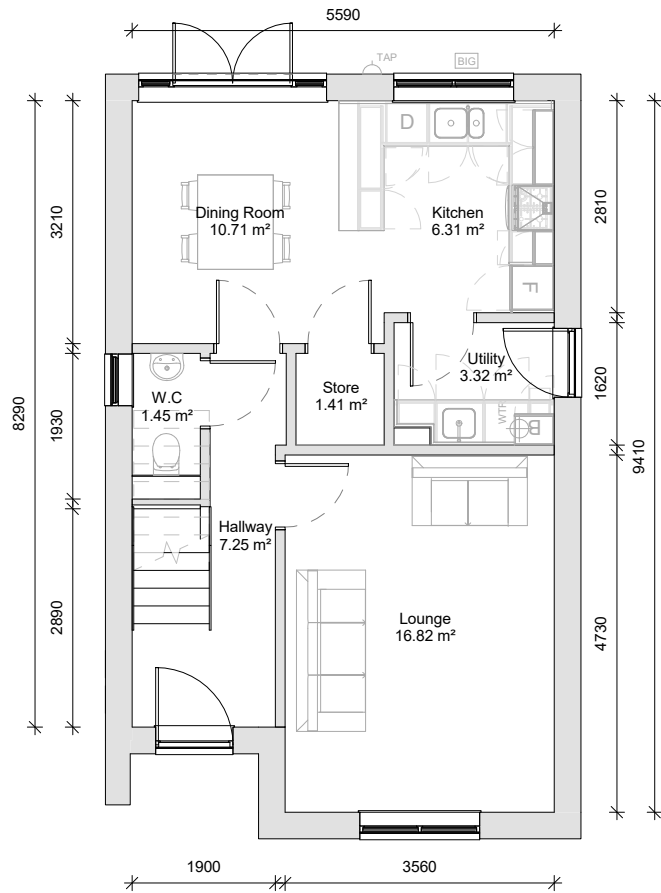 5590
TAP
BIG
D
Dining Room
10.71 m²
Kitchen
6.31 m²
F
3210
2810
Utility
3.32 m²
W.C
1.45 m²
Store
1.41 m²
WTF
B
8290
1930
1620
9410
Hallway
7.25 m²
Lounge
16.82 m²
2890
4730
1900
3560